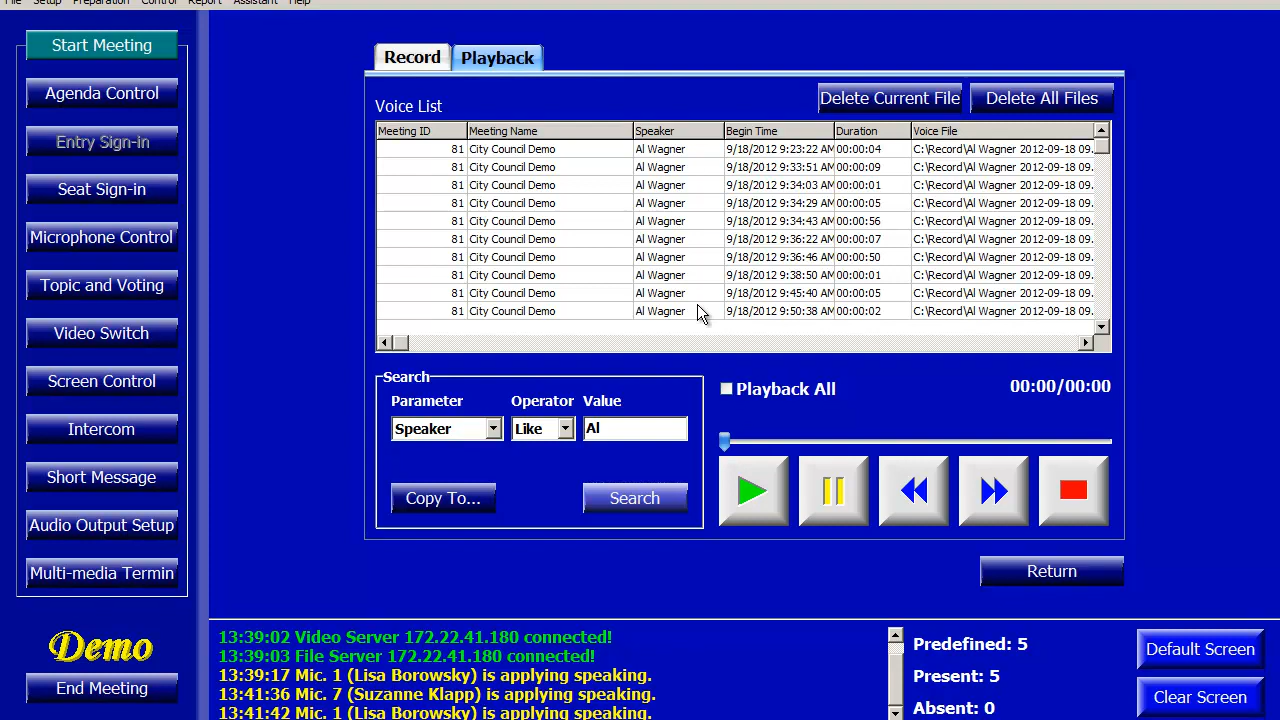 File Setup Preparation Control Report Assistant Help
Start Meeting
Agenda Control
Entry Sign-in
Seat Sign-in
Microphone Control
Topic and Voting
Video Switch
Screen Control
Intercom
Short Message
Audio Output Setup
Multi-media Termin
Demo
End Meeting
Record Playback
Voice List
Delete Current File Delete All Files
Meeting ID Meeting Name Speaker Begin Time Duration Voice File
81 City Council Demo Al Wagner 9/18/2012 9:23:22 AM 00:00:04 C:\Record\Al Wagner 2012-09-18 09.
81 City Council Demo Al Wagner 9/18/2012 9:33:51 AM 00:00:09 C:\Record\Al Wagner 2012-09-18 09.
81 City Council Demo Al Wagner 9/18/2012 9:34:03 AM 00:00:01 C:\Record\Al Wagner 2012-09-18 09.
81 City Council Demo Al Wagner 9/18/2012 9:34:29 AM 00:00:05 C:\Record\Al Wagner 2012-09-18 09.
81 City Council Demo Al Wagner 9/18/2012 9:34:43 AM 00:00:56 C:\Record\Al Wagner 2012-09-18 09.
81 City Council Demo Al Wagner 9/18/2012 9:36:22 AM 00:00:07 C:\Record\Al Wagner 2012-09-18 09.
81 City Council Demo Al Wagner 9/18/2012 9:36:46 AM 00:00:50 C:\Record\Al Wagner 2012-09-18 09.
81 City Council Demo Al Wagner 9/18/2012 9:38:50 AM 00:00:01 C:\Record\Al Wagner 2012-09-18 09.
81 City Council Demo Al Wagner 9/18/2012 9:45:40 AM 00:00:05 C:\Record\Al Wagner 2012-09-18 09.
81 City Council Demo Al Wagner 9/18/2012 9:50:38 AM 00:00:02 C:\Record\Al Wagner 2012-09-18 09.
Search
Parameter Operator Value
Speaker Like Al
Copy To... Search
Playback All 00:00/00:00
Return
13:39:02 Video Server 172.22.41.180 connected!
13:39:03 File Server 172.22.41.180 connected!
13:39:17 Mic. 1 (Lisa Borowsky) is applying speaking.
13:41:36 Mic. 7 (Suzanne Klapp) is applying speaking.
13:41:42 Mic. 1 (Lisa Borowsky) is applying speaking.
Predefined: 5
Present: 5
Absent: 0
Default Screen
Clear Screen